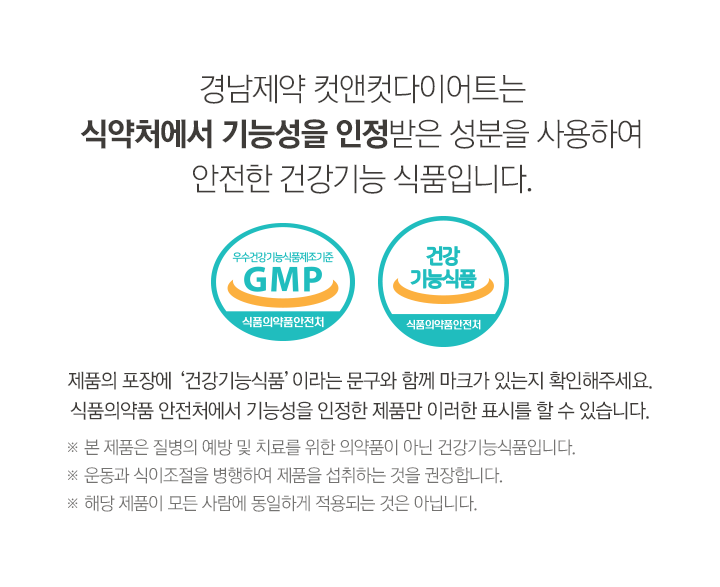 경남제약 컷앤컷다이어트는
식약처에서 기능성을 인정받은 성분을 사용하여
안전한 건강기능 식품입니다.
우수건강기능식품제조기준
GMP
식품의약품안전처
건강
기능식품
식품의약품안전처
제품의 포장에 ‘건강기능식품’ 이라는 문구와 함께 마크가 있는지 확인해주세요.
식품의약품 안전처에서 기능성을 인정한 제품만 이러한 표시를 할 수 있습니다.
※ 본 제품은 질병의 예방 및 치료를 위한 의약품이 아닌 건강기능식품입니다.
※ 운동과 식이조절을 병행하여 제품을 섭취하는 것을 권장합니다.
※ 해당 제품이 모든 사람에 동일하게 적용되는 것은 아닙니다.